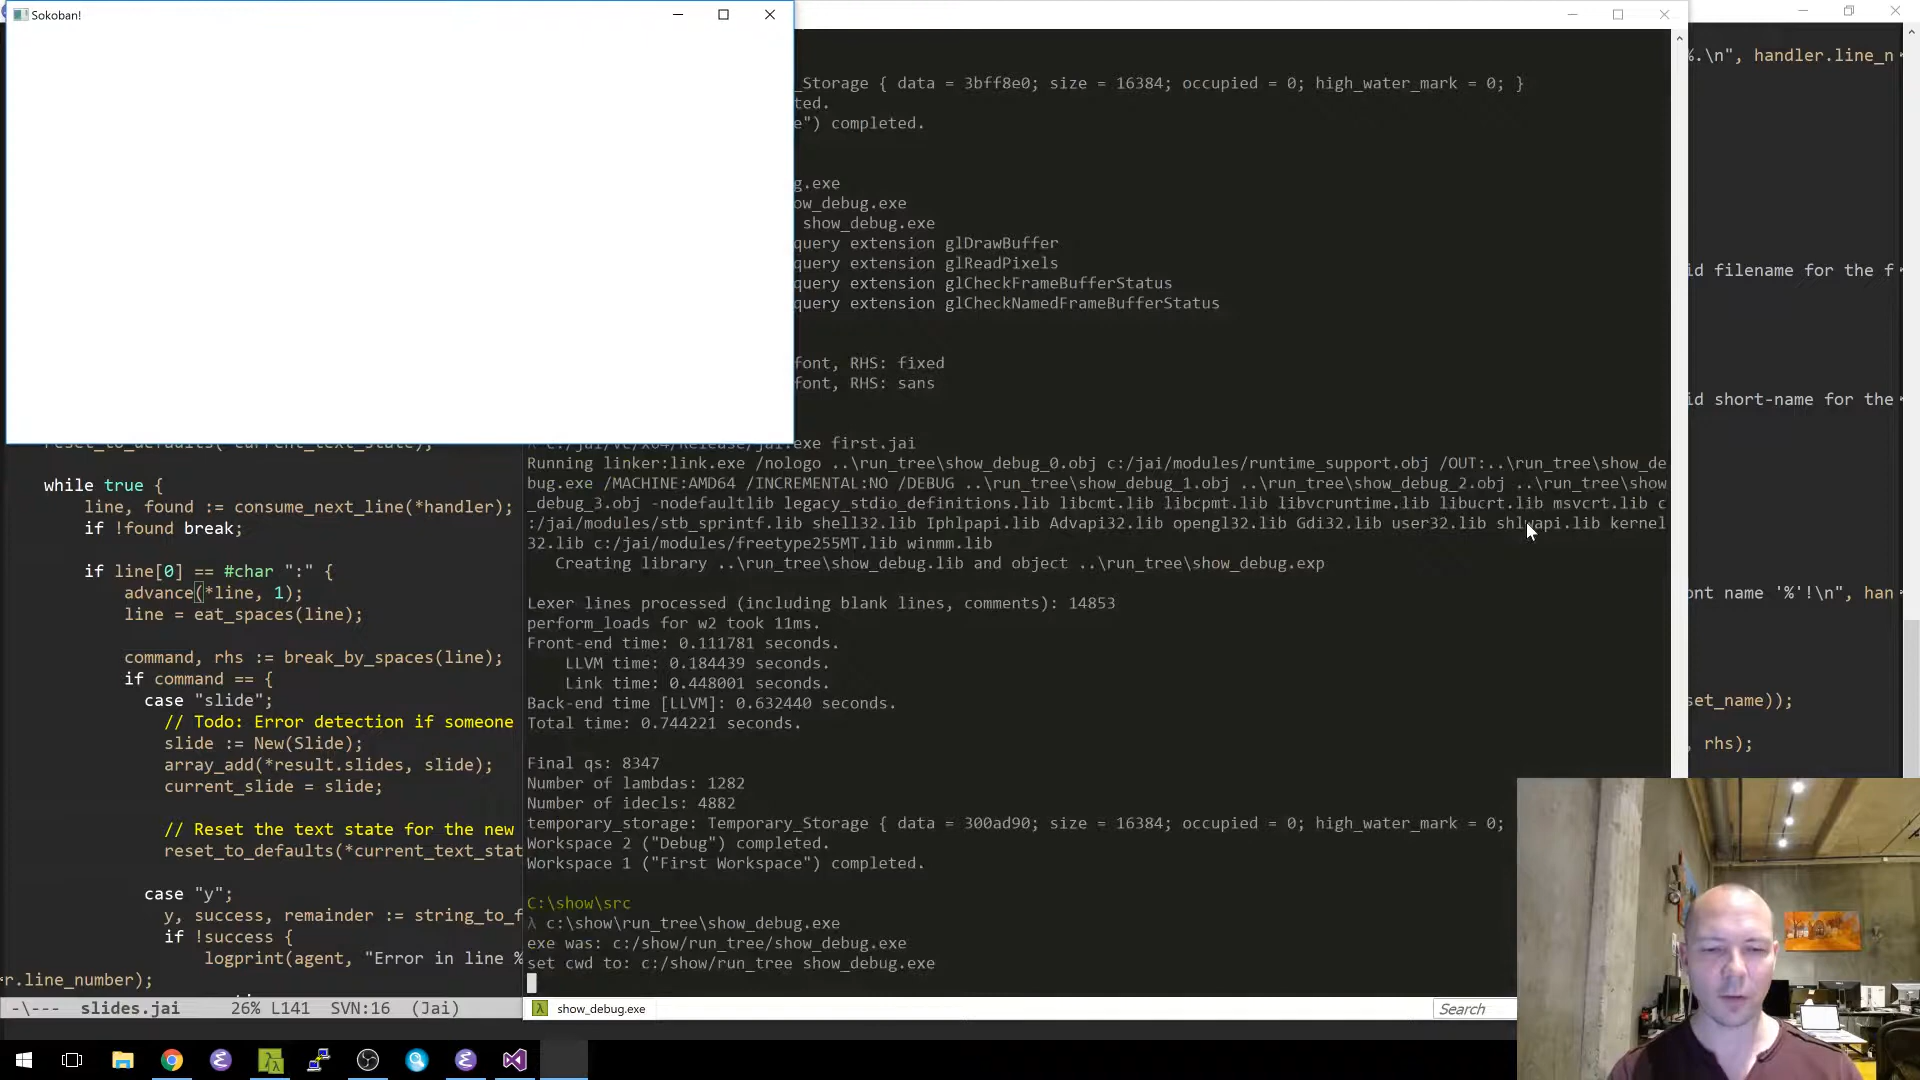 Sokoban!
%.\n", handler.line_n
_Storage { data = 3bff8e0; size = 16384; occupied = 0; high_water_mark = 0; }
ted.
e") completed.
g.exe
ow_debug.exe
show_debug.exe
query extension glDrawBuffer
query extension glReadPixels
id filename for the f
query extension glCheckFrameBufferStatus
query extension glCheckNamedFrameBufferStatus
font, RHS: fixed
font, RHS: sans
id short-name for the
reset_to_defaults(*current_text_state);
λ c:/jai/vc/x64/Release/jai.exe first.jai
Running linker:link.exe /nologo ..\run_tree\show_debug_0.obj c:/jai/modules/runtime_support.obj /OUT:..\run_tree\show_de
bug.exe /MACHINE:AMD64 /INCREMENTAL:NO /DEBUG ..\run_tree\show_debug_1.obj ..\run_tree\show_debug_2.obj ..\run_tree\show
_debug_3.obj -nodefaultlib legacy_stdio_definitions.lib libcmt.lib libcpmt.lib libvcruntime.lib libucrt.lib msvcrt.lib c
:/jai/modules/stb_sprintf.lib shell32.lib Iphlpapi.lib Advapi32.lib opengl32.lib Gdi32.lib user32.lib shlwapi.lib kernel
32.lib c:/jai/modules/freetype255MT.lib winmm.lib
Creating library ..\run_tree\show_debug.lib and object ..\run_tree\show_debug.exp
Lexer lines processed (including blank lines, comments): 14853
perform_loads for w2 took 11ms.
Front-end time: 0.111781 seconds.
LLVM time: 0.184439 seconds.
Link time: 0.448001 seconds.
Back-end time [LLVM]: 0.632440 seconds.
Total time: 0.744221 seconds.
Final qs: 8347
Number of lambdas: 1282
Number of idecls: 4882
temporary_storage: Temporary_Storage { data = 300ad90; size = 16384; occupied = 0; high_water_mark = 0;
Workspace 2 ("Debug") completed.
Workspace 1 ("First Workspace") completed.
C:\show\src
λ c:\show\run_tree\show_debug.exe
exe was: c:/show/run_tree/show_debug.exe
set cwd to: c:/show/run_tree show_debug.exe
while true {
line, found := consume_next_line(*handler);
if !found break;
if line[0] == #char ":" {
advance(*line, 1);
line = eat_spaces(line);
command, rhs := break_by_spaces(line);
if command == {
case "slide";
// Todo: Error detection if someone
slide := New(Slide);
array_add(*result.slides, slide);
current_slide = slide;
// Reset the text state for the new
reset_to_defaults(*current_text_stat
case "y";
y, success, remainder := string_to_f
if !success {
logprint(agent, "Error in line %
r.line_number);
ont name '%'!\n", han
set_name));
, rhs);
-\--- slides.jai 26% L141 SVN:16 (Jai)
λ show_debug.exe
Search